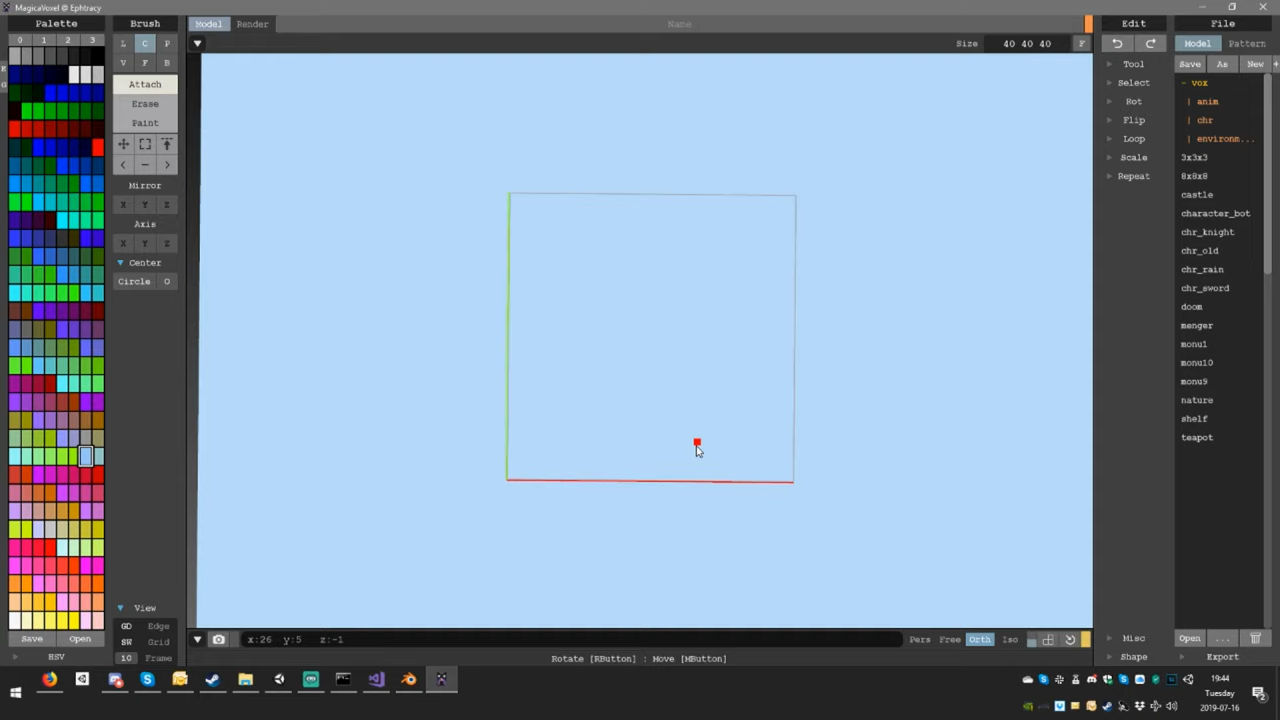 MagicaVoxel @ Ephtracy
Palette
Brush
Model
Render
Name
Edit
File
0 1 2 3
L C P
V F B
Size 40 40 40 F
Model Pattern
Tool
Save As New
Attach
Select
- vox
Erase
Rot
| anim
Paint
Flip
| chr
Loop
| environm...
< - >
Scale
3x3x3
Mirror
Repeat
8x8x8
X Y Z
castle
Axis
character_bot
X Y Z
chr_knight
Center
chr_old
Circle O
chr_rain
chr_sword
doom
menger
monu1
monu10
monu9
nature
shelf
teapot
View
GD Edge
SW Grid
10 Frame
Save Open
HSV
x:26 y:5 z:-1
Pers Free Orth Iso
Misc
Open ...
Shape
Export
Rotate [RButton] : Move [MButton]
19:44
Tuesday
2019-07-16